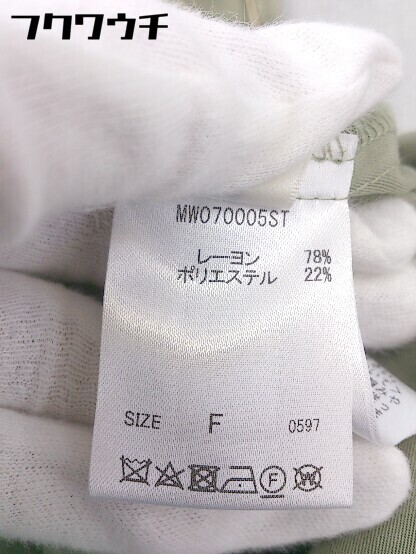 フクワウチ
MW070005ST
レーヨン 78%
ポリエステル 22%
SIZE F 0597
F W